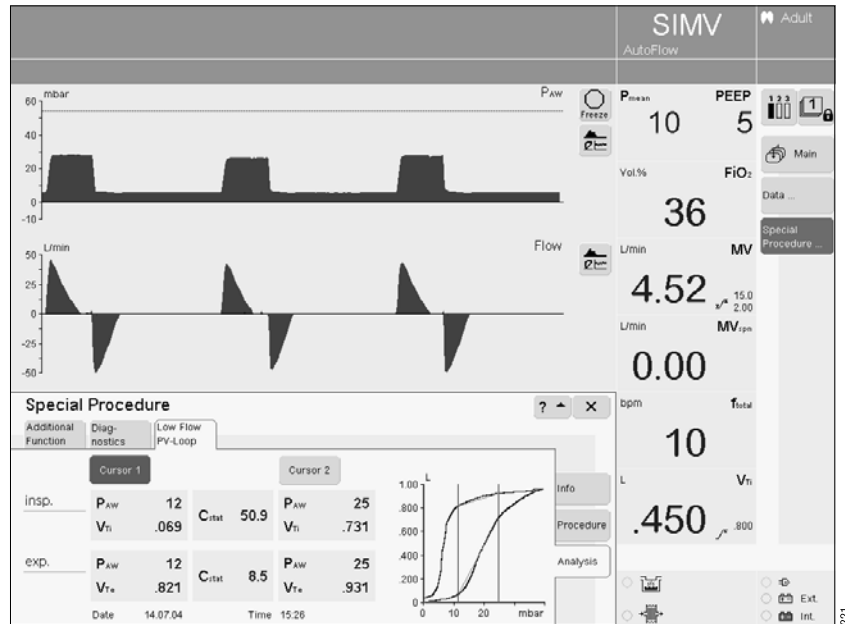 SIMV
AutoFlow
Adult
mbar
PAW
60
40
20
0
-10
Freeze
Pmean PEEP
10 5
1 2 3
1
Main
Vol.% FiO2
36
Data ...
Special
Procedure ...
L/min Flow
50
25
0
-25
-50
L/min MV
4.52
15.0
2.00
L/min MVspn
0.00
bpm ftotal
10
L VTi
.450
.800
Special Procedure
? ×
Additional
Function
Diag-
nostics
Low Flow
PV-Loop
Cursor 1 Cursor 2
insp. PAW 12 Cstat 50.9 PAW 25
VTi .069 VTi .731
exp. PAW 12 Cstat 8.5 PAW 25
VTe .821 VTe .931
Date 14.07.04 Time 15:26
L
1.00
.800
.600
.400
.200
0
0 10 20 mbar
Info
Procedure
Analysis
Ext.
Int.
221